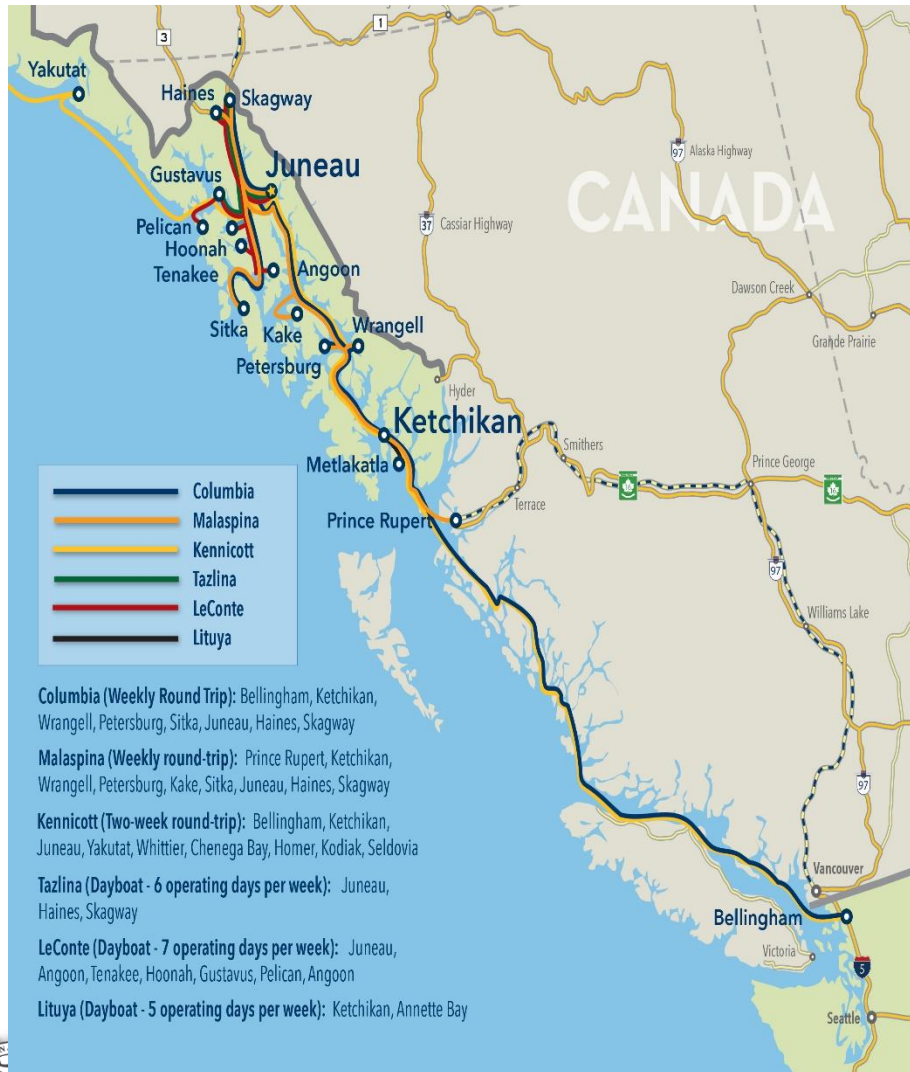 3
1
Yakutat
Haines
Skagway
Juneau
Gustavus
97
Alaska Highway
CANADA
37
Cassiar Highway
Pelican
Hoonah
Tenakee
Angoon
Dawson Creek
Sitka
Kake
Wrangell
Grande Prairie
Petersburg
Hyder
Ketchikan
Smithers
Metlakatla
Prince George
Terrace
16
16
Prince Rupert
Columbia
Malaspina
Kennicott
Tazlina
LeConte
Lituya
97
Williams Lake
Columbia (Weekly Round Trip): Bellingham, Ketchikan,
Wrangell, Petersburg, Sitka, Juneau, Haines, Skagway
Malaspina (Weekly round-trip): Prince Rupert, Ketchikan,
Wrangell, Petersburg, Kake, Sitka, Juneau, Haines, Skagway
Kennicott (Two-week round-trip): Bellingham, Ketchikan,
Juneau, Yakutat, Whittier, Chenega Bay, Homer, Kodiak, Seldovia
97
Tazlina (Dayboat - 6 operating days per week): Juneau,
Haines, Skagway
Vancouver
Bellingham
LeConte (Dayboat - 7 operating days per week): Juneau,
Angoon, Tenakee, Hoonah, Gustavus, Pelican, Angoon
Victoria
5
Lituya (Dayboat - 5 operating days per week): Ketchikan, Annette Bay
Seattle